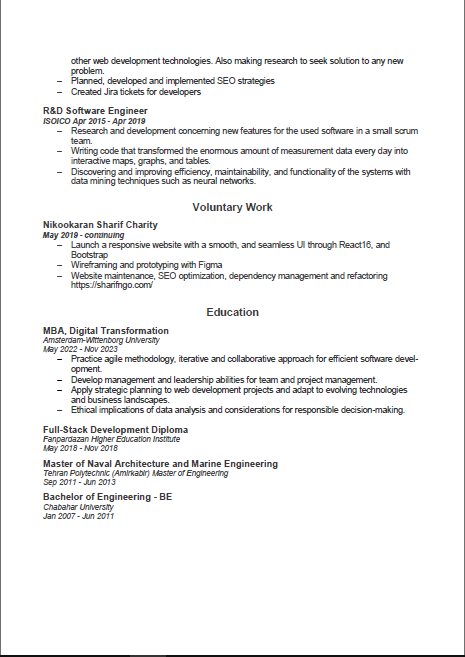 other web development technologies. Also making research to seek solution to any new
problem.
– Planned, developed and implemented SEO strategies
– Created Jira tickets for developers
R&D Software Engineer
ISOICO Apr 2015 - Apr 2019
– Research and development concerning new features for the used software in a small scrum
team.
– Writing code that transformed the enormous amount of measurement data every day into
interactive maps, graphs, and tables.
– Discovering and improving efficiency, maintainability, and functionality of the systems with
data mining techniques such as neural networks.
Voluntary Work
Nikookaran Sharif Charity
May 2019 - continuing
– Launch a responsive website with a smooth, and seamless UI through React16, and
Bootstrap
– Wireframing and prototyping with Figma
– Website maintenance, SEO optimization, dependency management and refactoring
https://sharifngo.com/
Education
MBA, Digital Transformation
Amsterdam-Wittenborg University
May 2022 - Nov 2023
– Practice agile methodology, iterative and collaborative approach for efficient software devel-
opment.
– Develop management and leadership abilities for team and project management.
– Apply strategic planning to web development projects and adapt to evolving technologies
and business landscapes.
– Ethical implications of data analysis and considerations for responsible decision-making.
Full-Stack Development Diploma
Fanpardazan Higher Education Institute
May 2018 - Nov 2018
Master of Naval Architecture and Marine Engineering
Tehran Polytechnic (Amirkabir) Master of Engineering
Sep 2011 - Jun 2013
Bachelor of Engineering - BE
Chabahar University
Jan 2007 - Jun 2011